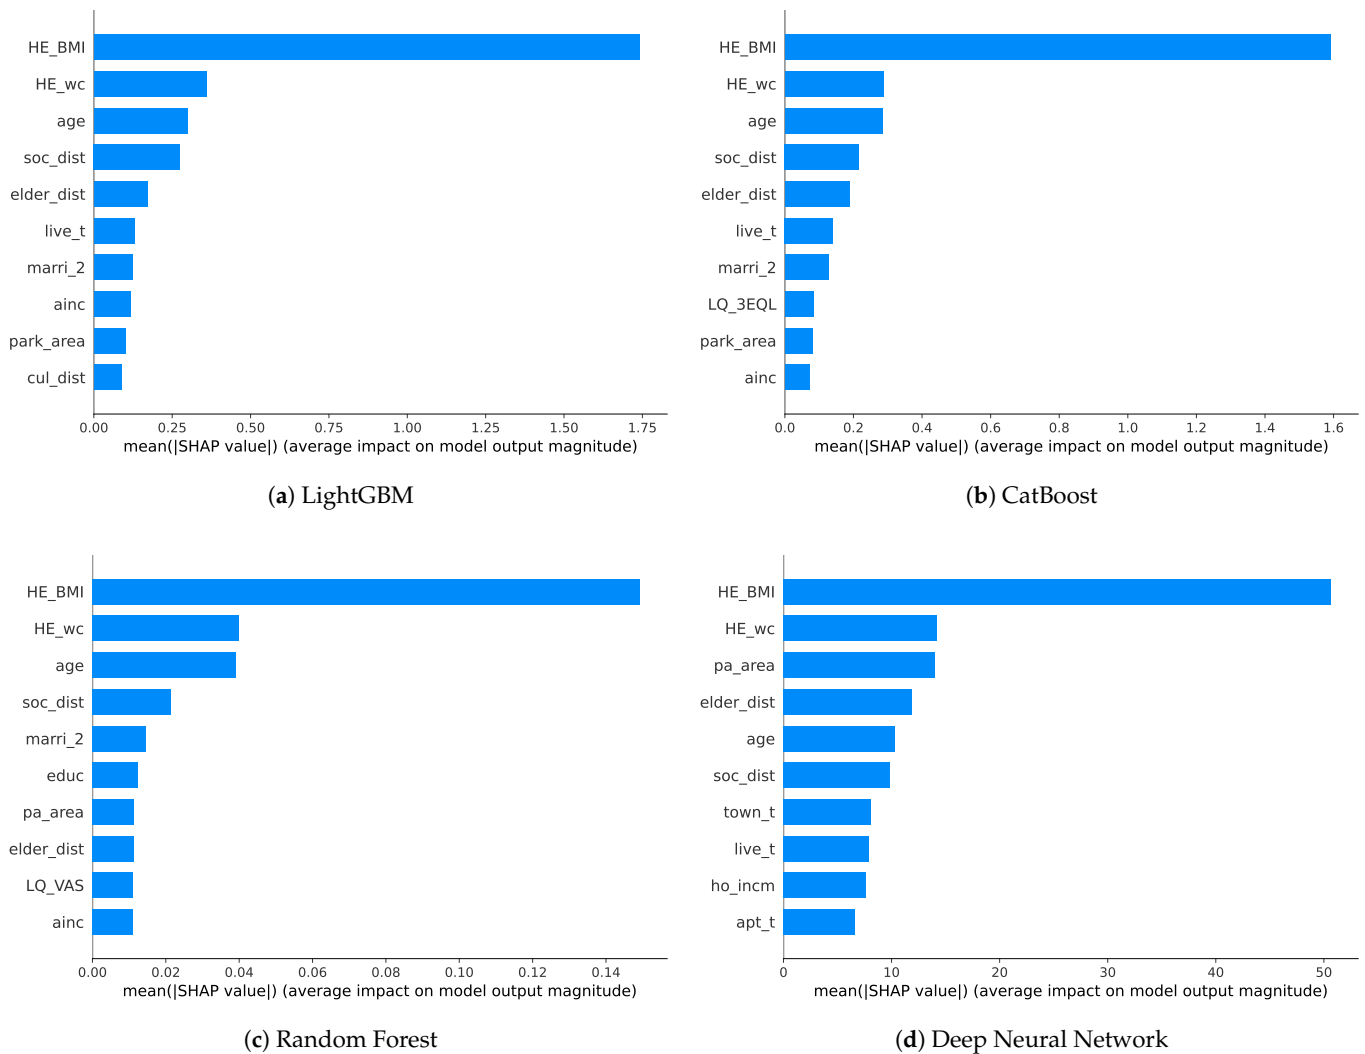 HE_BMI
HE_wc
age
soc_dist
elder_dist
live_t
marri_2
ainc
park_area
cul_dist
0.00 0.25 0.50 0.75 1.00 1.25 1.50 1.75
mean(|SHAP value|) (average impact on model output magnitude)
(a) LightGBM
HE_BMI
HE_wc
age
soc_dist
elder_dist
live_t
marri_2
LQ_3EQL
park_area
ainc
0.0 0.2 0.4 0.6 0.8 1.0 1.2 1.4 1.6
mean(|SHAP value|) (average impact on model output magnitude)
(b) CatBoost
HE_BMI
HE_wc
age
soc_dist
marri_2
educ
pa_area
elder_dist
LQ_VAS
ainc
0.00 0.02 0.04 0.06 0.08 0.10 0.12 0.14
mean(|SHAP value|) (average impact on model output magnitude)
(c) Random Forest
HE_BMI
HE_wc
pa_area
elder_dist
age
soc_dist
town_t
live_t
ho_incm
apt_t
0 10 20 30 40 50
mean(|SHAP value|) (average impact on model output magnitude)
(d) Deep Neural Network